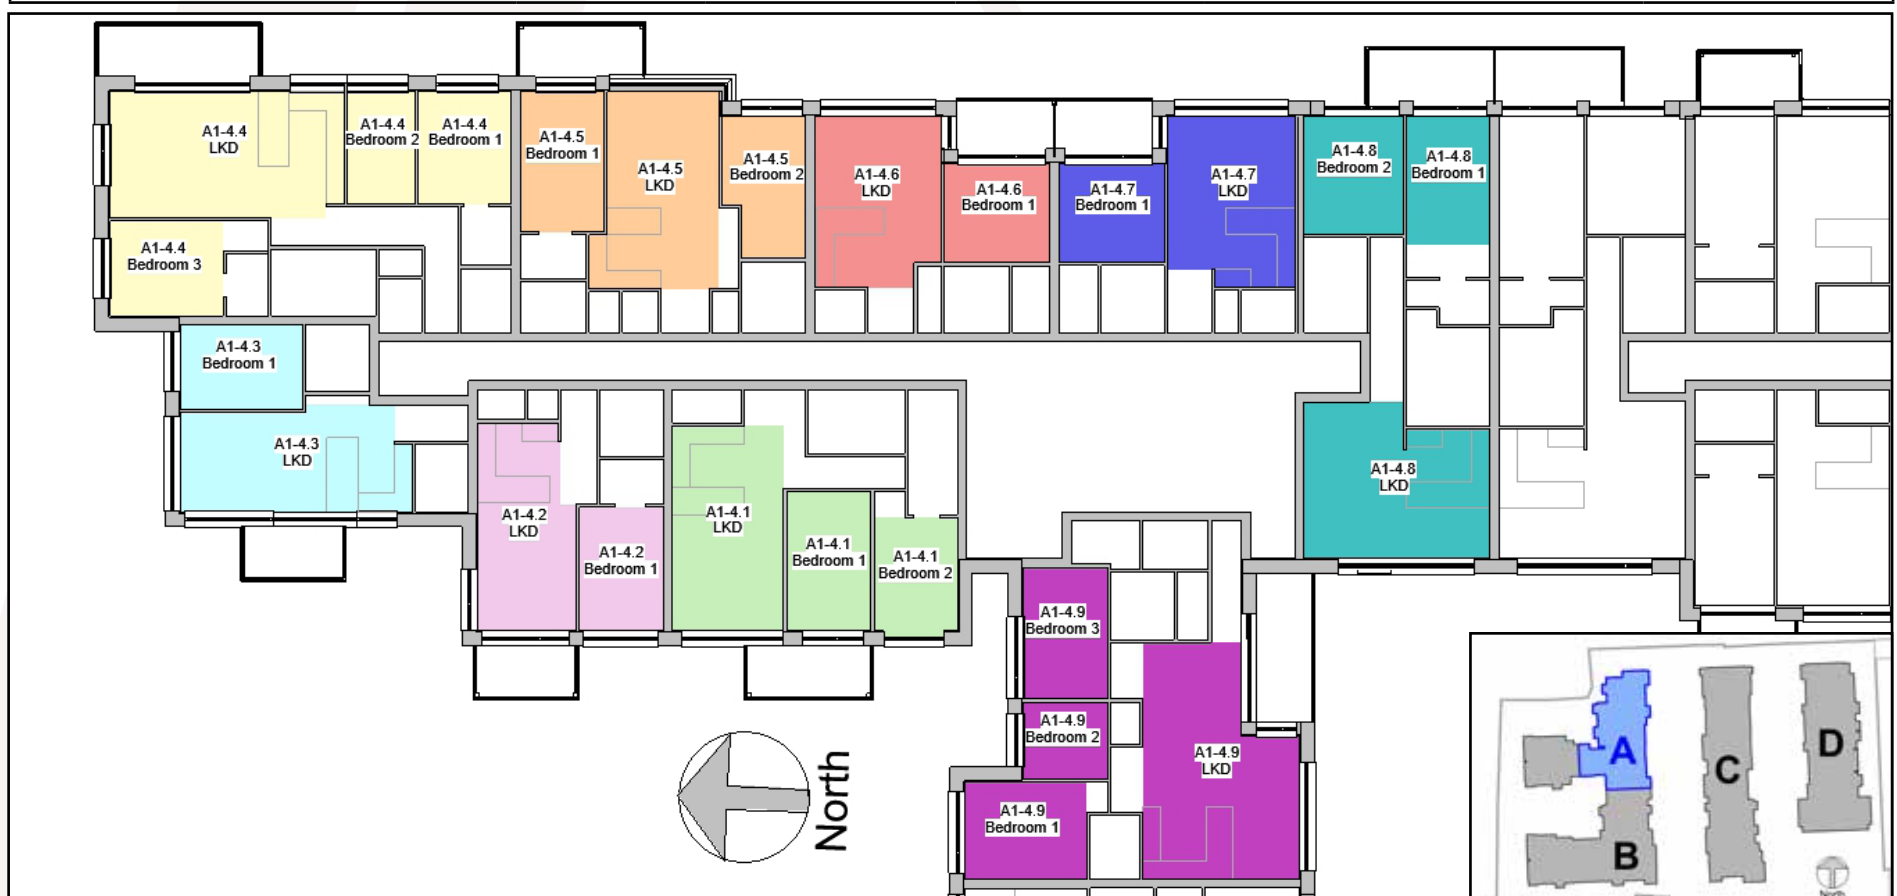 A1-4.4
LKD
A1-4.4
Bedroom 2
A1-4.4
Bedroom 1
A1-4.5
Bedroom 1
A1-4.5
LKD
A1-4.5
Bedroom 2
A1-4.6
LKD
A1-4.6
Bedroom 1
A1-4.7
Bedroom 1
A1-4.7
LKD
A1-4.8
Bedroom 2
A1-4.8
Bedroom 1
A1-4.4
Bedroom 3
A1-4.3
Bedroom 1
A1-4.3
LKD
A1-4.2
LKD
A1-4.2
Bedroom 1
A1-4.1
LKD
A1-4.1
Bedroom 1
A1-4.1
Bedroom 2
A1-4.8
LKD
A1-4.9
Bedroom 3
A1-4.9
Bedroom 2
A1-4.9
LKD
A1-4.9
Bedroom 1
North
A
B
C
D